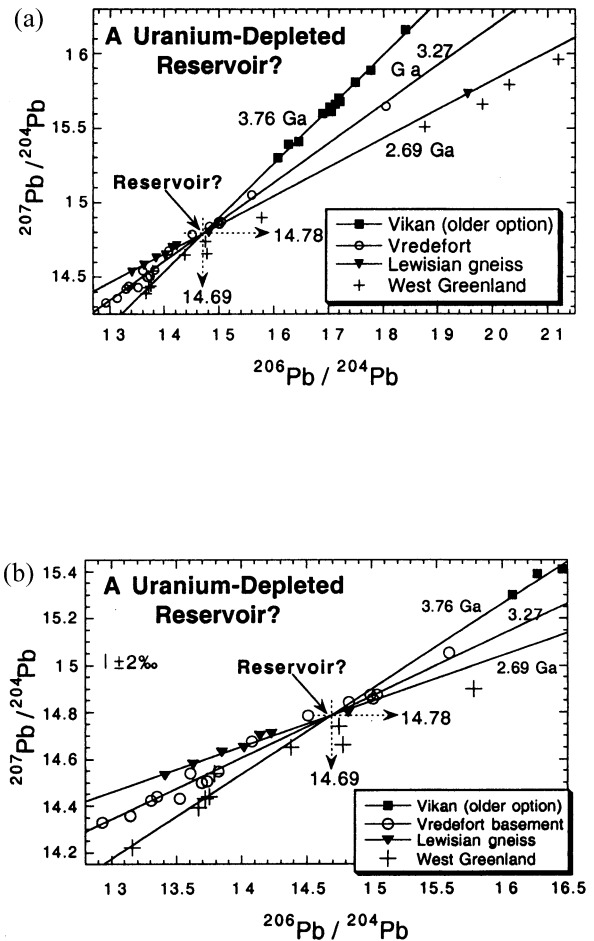 (a)
A Uranium-Depleted
Reservoir?
3.27
G a
3.76 Ga
2.69 Ga
Reservoir?
14.78
14.69
Vikan (older option)
Vredefort
Lewisian gneiss
West Greenland
207Pb / 204Pb
1 6
15.5
1 5
14.5
1 3
1 4
1 5
1 6
1 7
1 8
1 9
2 0
2 1
206Pb / 204Pb
(b)
A Uranium-Depleted
Reservoir?
3.76 Ga
3.27
2.69 Ga
±2‰
Reservoir?
14.78
14.69
Vikan (older option)
Vredefort basement
Lewisian gneiss
West Greenland
207Pb / 204Pb
15.4
15.2
1 5
14.8
14.6
14.4
14.2
1 3
13.5
1 4
14.5
1 5
15.5
1 6
16.5
206Pb / 204Pb